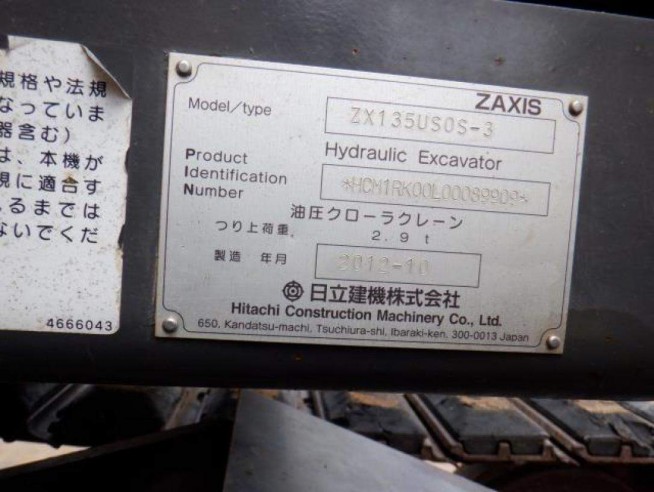 規格や法規
なっていま
器含む)
は、本機が
規に適合す
るまでは
ないでくだ
4666043
ZAXIS
Model/type ZX135USOS-3
Hydraulic Excavator
Product
Identification
Number *HCM1RK00L00089909*
油圧クローラクレーン
つり上荷重、 2.9 t
製造 年月 2012-10
日立建機株式会社
Hitachi Construction Machinery Co., Ltd.
650, Kandatsu-machi, Tsuchiura-shi, Ibaraki-ken, 300-0013 Japan